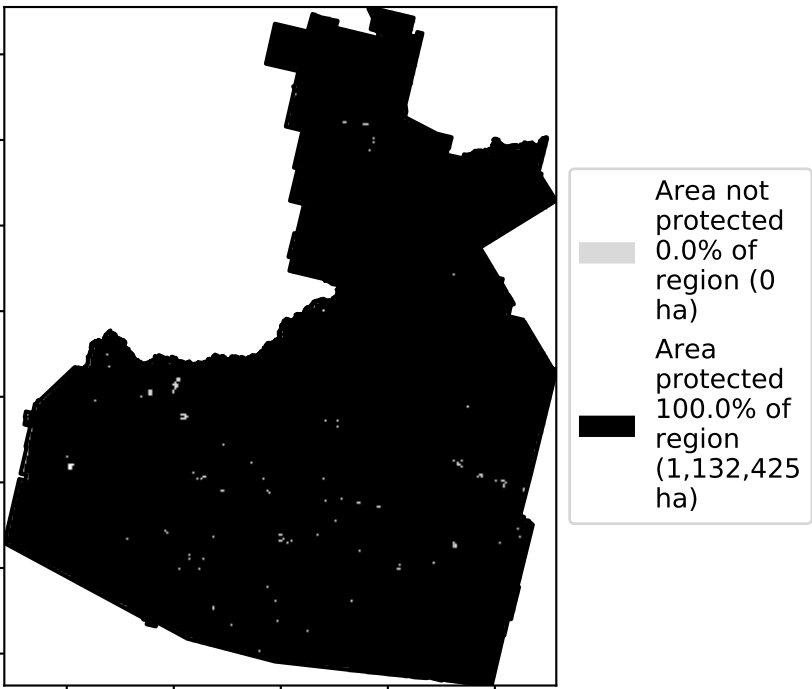 Area not
protected
0.0% of
region (0
ha)
Area
protected
100.0% of
region
(1,132,425
ha)